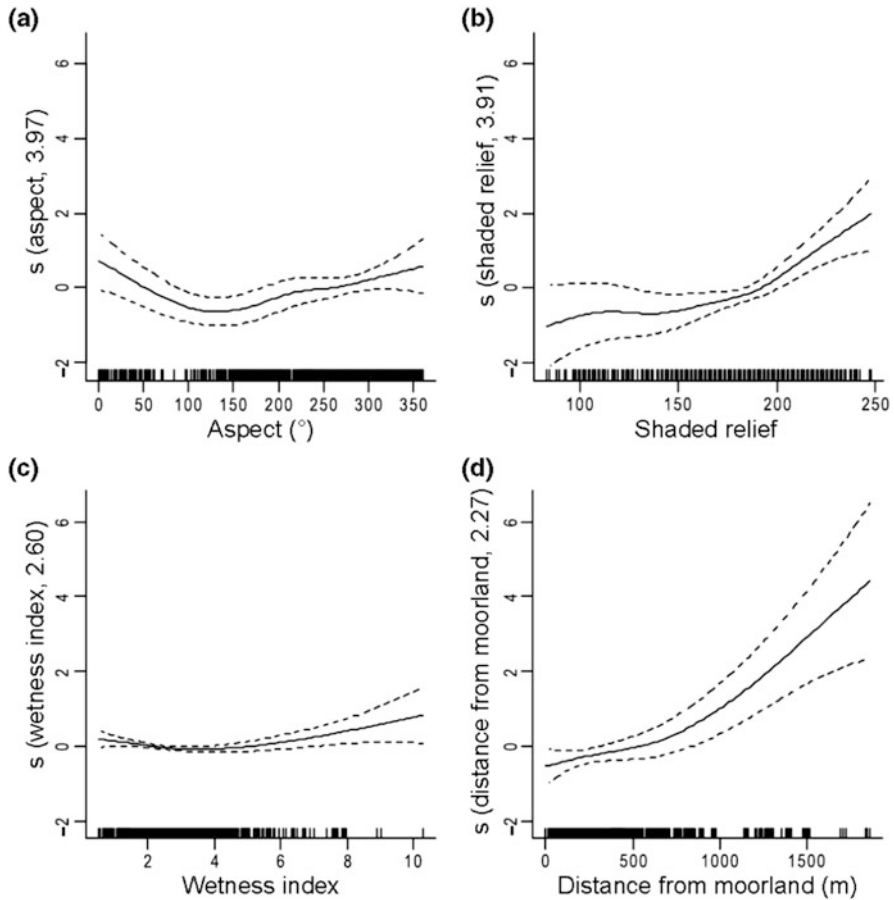 (a)
s (aspect, 3.97)
6
4
2
0
−2
0 50 100 150 200 250 300 350
Aspect (°)
(b)
s (shaded relief, 3.91)
6
4
2
0
−2
100 150 200 250
Shaded relief
(c)
s (wetness index, 2.60)
6
4
2
0
−2
2 4 6 8 10
Wetness index
(d)
s (distance from moorland, 2.27)
6
4
2
0
−2
0 500 1000 1500
Distance from moorland (m)